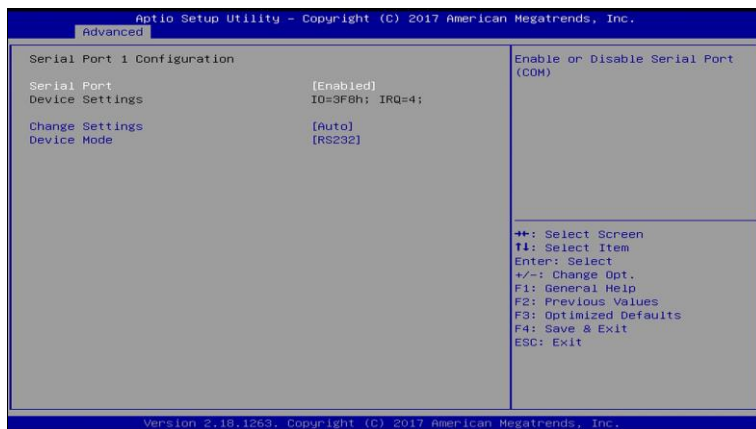 Aptio Setup Utility – Copyright (C) 2017 American Megatrends, Inc.
Advanced
Serial Port 1 Configuration
Serial Port [Enabled]
Device Settings IO=3F8h; IRQ=4;
Change Settings [Auto]
Device Mode [RS232]
Enable or Disable Serial Port
(COM)
→←: Select Screen
↑↓: Select Item
Enter: Select
+/-: Change Opt.
F1: General Help
F2: Previous Values
F3: Optimized Defaults
F4: Save & Exit
ESC: Exit
Version 2.18.1263. Copyright (C) 2017 American Megatrends, Inc.